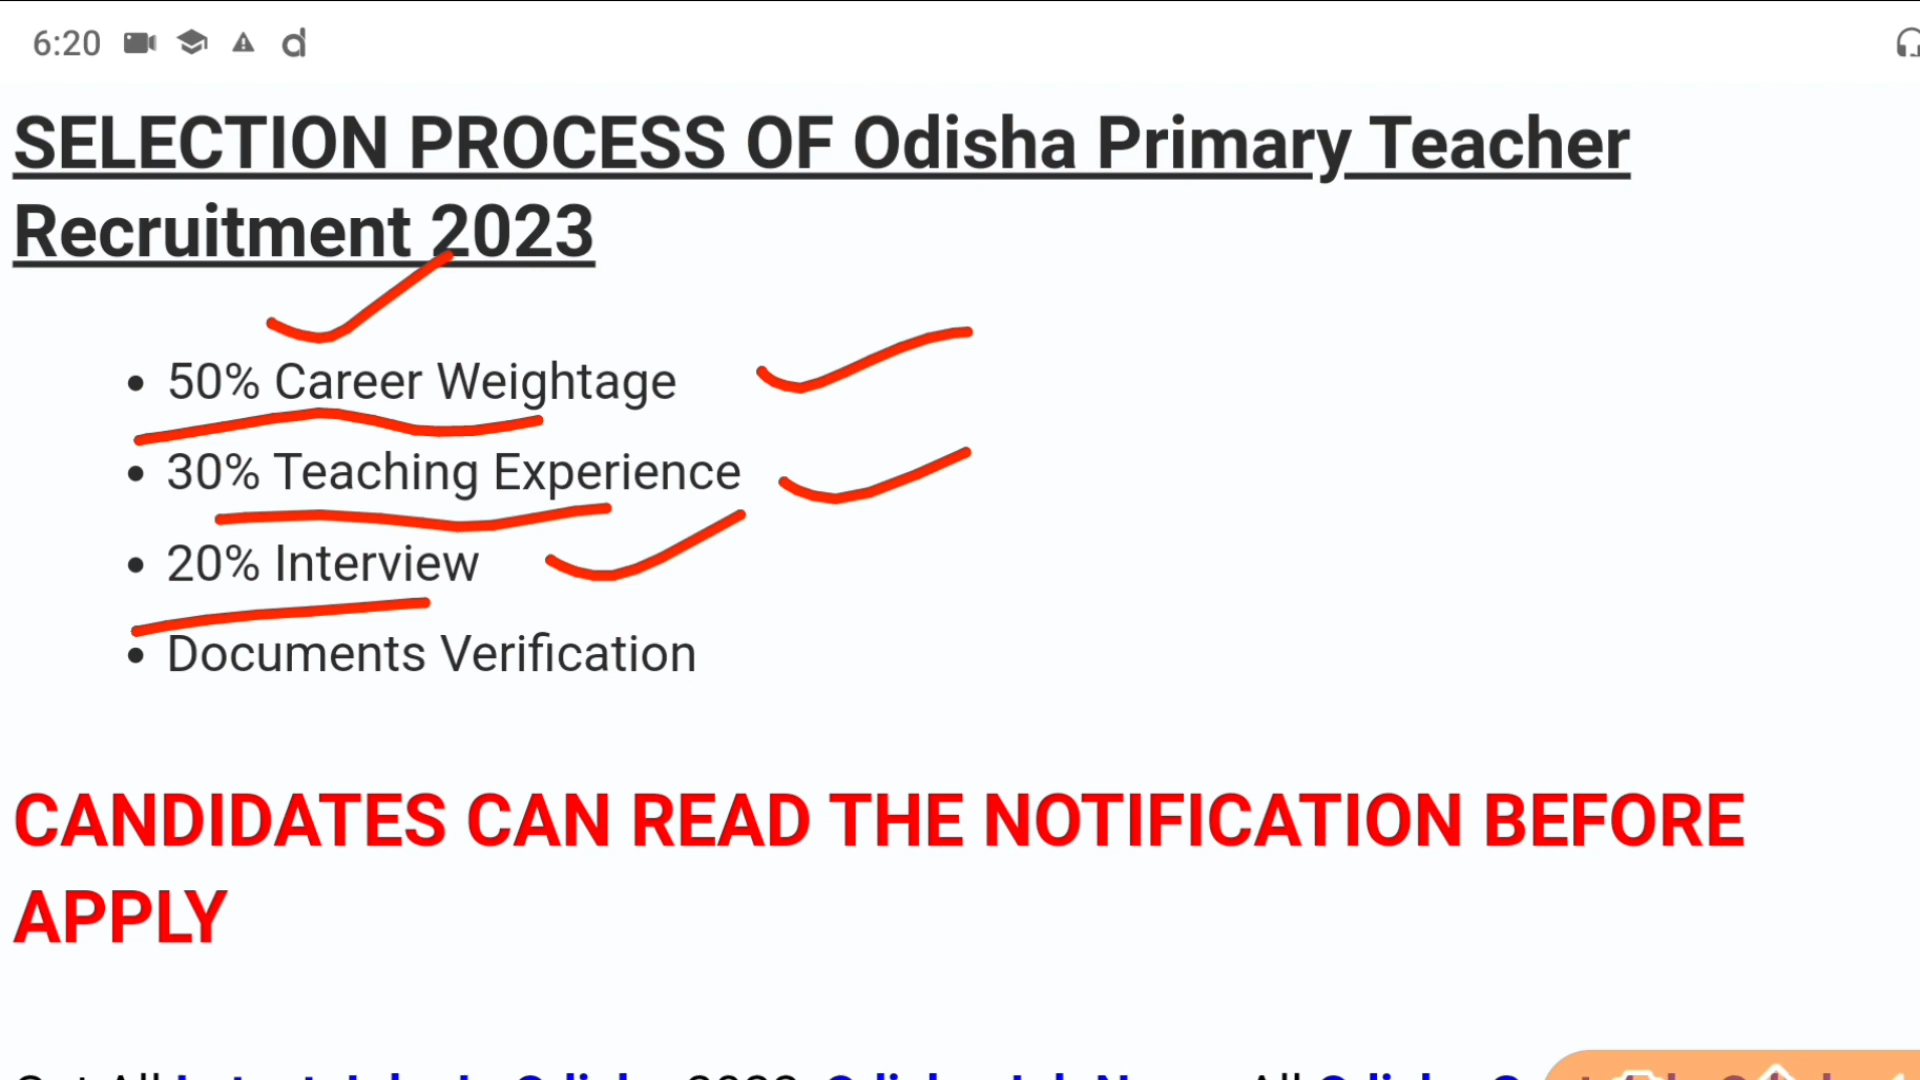 6:20
SELECTION PROCESS OF Odisha Primary Teacher
Recruitment 2023
• 50% Career Weightage
• 30% Teaching Experience
• 20% Interview
• Documents Verification
CANDIDATES CAN READ THE NOTIFICATION BEFORE
APPLY